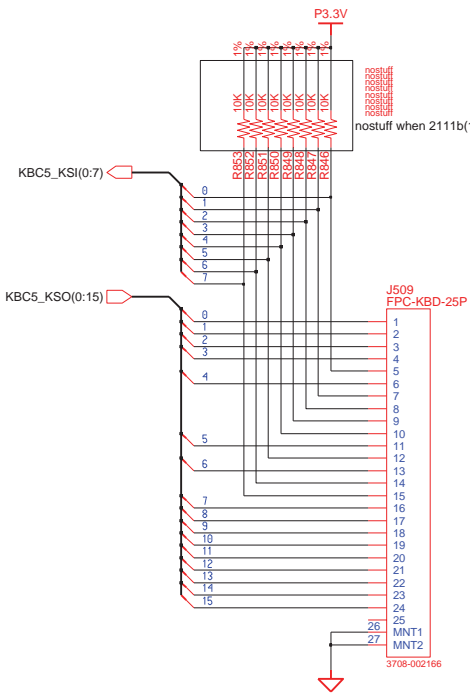 P3.3V
1% 1% 1% 1% 1% 1% 1% 1%
10K 10K 10K 10K 10K 10K 10K 10K
nostuff
nostuff
nostuff
nostuff
nostuff
nostuff
nostuff
nostuff
nostuff when 2111b(
R853 R852 R851 R850 R849 R848 R847 R846
KBC5_KSI(0:7)
0
1
2
3
4
5
6
7
KBC5_KSO(0:15)
0
1
2
3
4
5
6
7
8
9
10
11
12
13
14
15
J509
FPC-KBD-25P
1
2
3
4
5
6
7
8
9
10
11
12
13
14
15
16
17
18
19
20
21
22
23
24
25
26 MNT1
27 MNT2
3708-002166